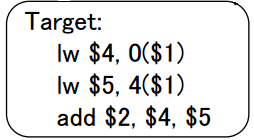 Target:
lw $4, 0($1)
lw $5, 4($1)
add $2, $4, $5